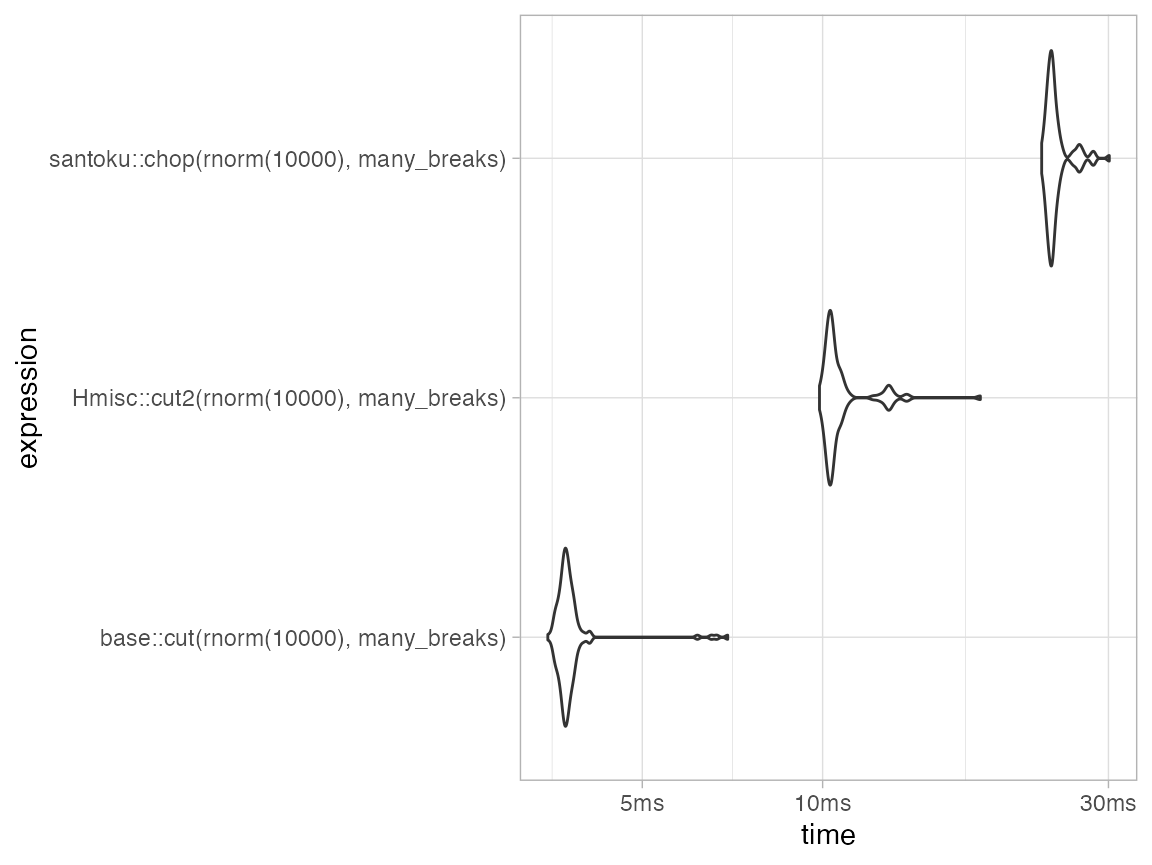 santoku::chop(rnorm(10000), many_breaks)
Hmisc::cut2(rnorm(10000), many_breaks)
base::cut(rnorm(10000), many_breaks)
expression
5ms
10ms
30ms
time